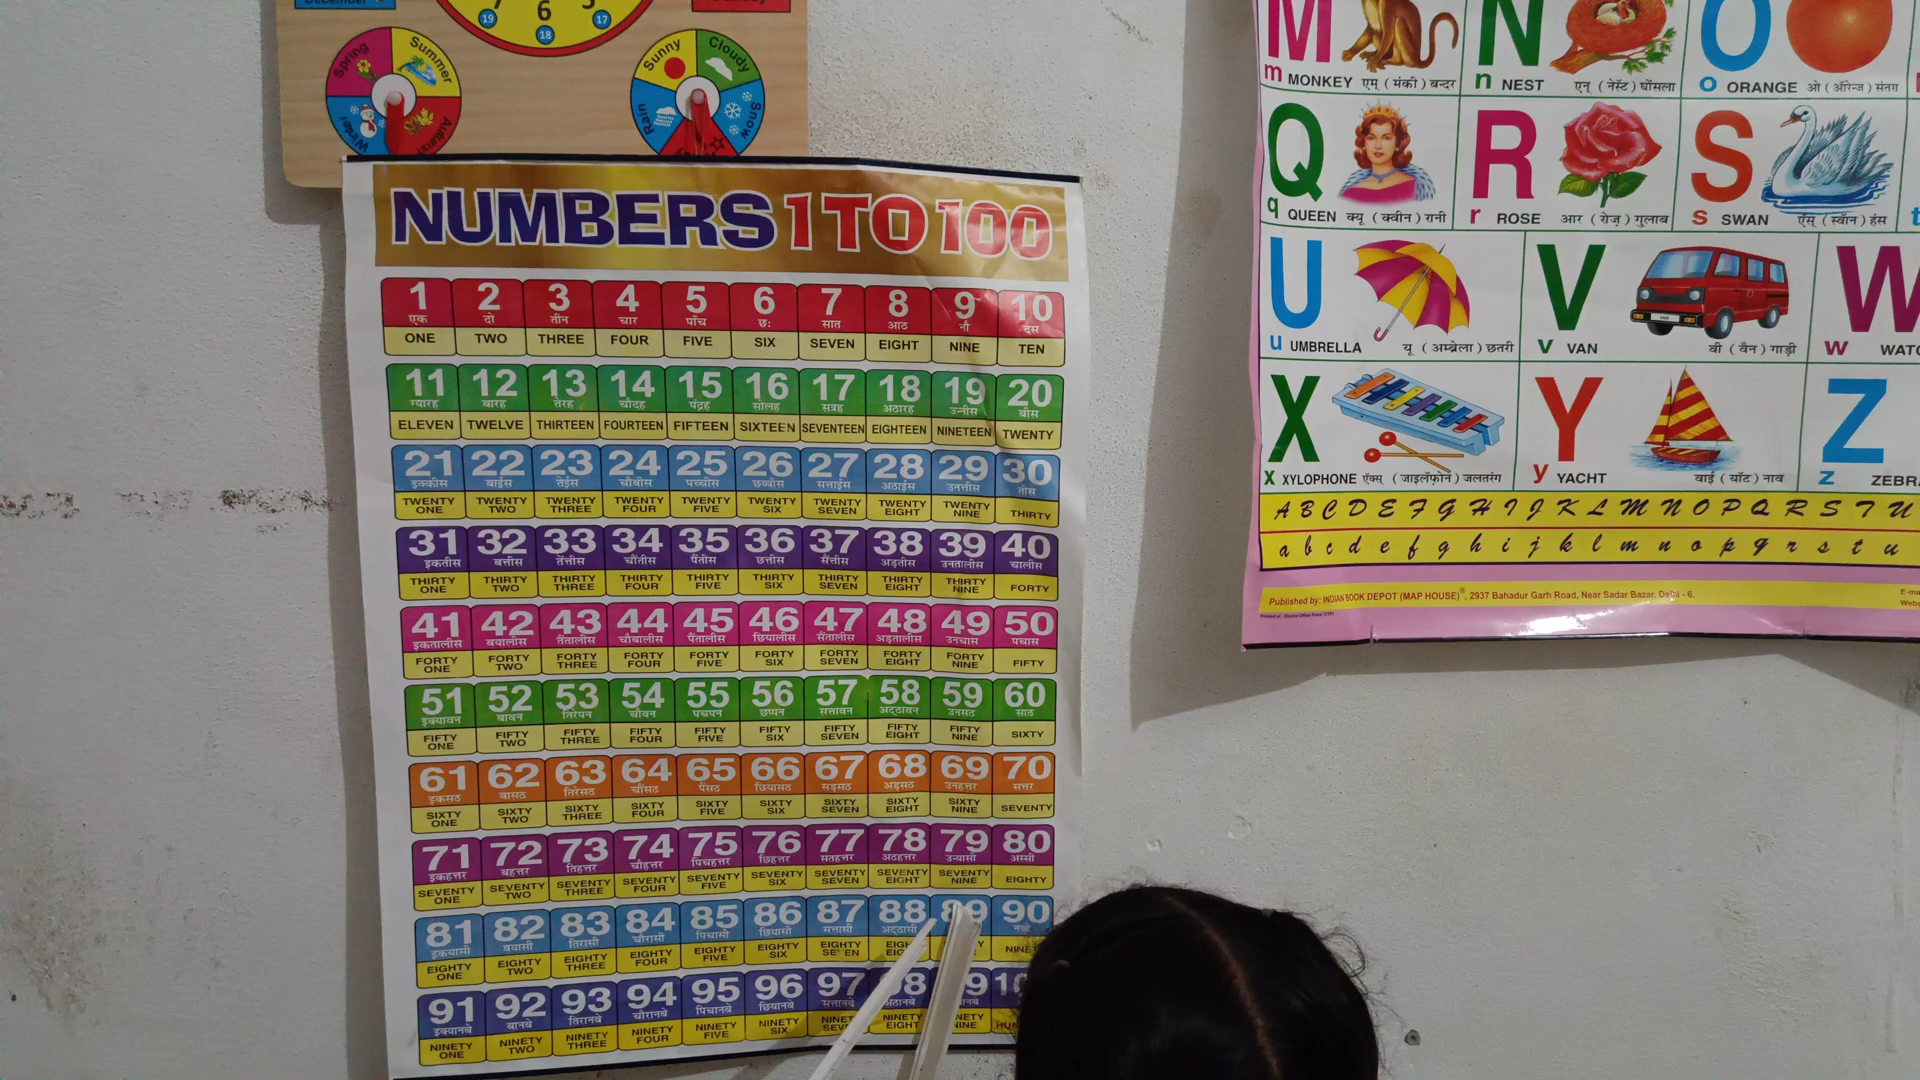 December
7 6 5
19 18 17
Spring Summer
Winter Autumn
Sunny Cloudy
Rain Snow
NUMBERS 1 TO 100
1 2 3 4 5 6 7 8 9 10
एक दो तीन चार पाँच छः सात आठ नौ दस
ONE TWO THREE FOUR FIVE SIX SEVEN EIGHT NINE TEN
11 12 13 14 15 16 17 18 19 20
ग्यारह बारह तेरह चौदह पंद्रह सोलह सत्रह अठारह उन्नीस बीस
ELEVEN TWELVE THIRTEEN FOURTEEN FIFTEEN SIXTEEN SEVENTEEN EIGHTEEN NINETEEN TWENTY
21 22 23 24 25 26 27 28 29 30
इक्कीस बाईस तेईस चौबीस पच्चीस छब्बीस सत्ताईस अठाईस उनत्तीस तीस
TWENTY ONE TWENTY TWO TWENTY THREE TWENTY FOUR TWENTY FIVE TWENTY SIX TWENTY SEVEN TWENTY EIGHT TWENTY NINE THIRTY
31 32 33 34 35 36 37 38 39 40
इकतीस बत्तीस तेंत्तीस चौंतीस पैंतीस छत्तीस सैंत्तीस अड़तीस उनतालीस चालीस
THIRTY ONE THIRTY TWO THIRTY THREE THIRTY FOUR THIRTY FIVE THIRTY SIX THIRTY SEVEN THIRTY EIGHT THIRTY NINE FORTY
41 42 43 44 45 46 47 48 49 50
इकतालीस बयालीस तैंतालीस चौबालीस पैंतालीस छियालीस सैंतालीस अड़तालीस उनचास पचास
FORTY ONE FORTY TWO FORTY THREE FORTY FOUR FORTY FIVE FORTY SIX FORTY SEVEN FORTY EIGHT FORTY NINE FIFTY
51 52 53 54 55 56 57 58 59 60
इक्यावन बावन तिरेपन चौवन पचपन छप्पन सत्तावन अट्ठावन उनसठ साठ
FIFTY ONE FIFTY TWO FIFTY THREE FIFTY FOUR FIFTY FIVE FIFTY SIX FIFTY SEVEN FIFTY EIGHT FIFTY NINE SIXTY
61 62 63 64 65 66 67 68 69 70
इकसठ बासठ तिरेसठ चौंसठ पैंसठ छियासठ सड़सठ अड़सठ उनहत्तर सत्तर
SIXTY ONE SIXTY TWO SIXTY THREE SIXTY FOUR SIXTY FIVE SIXTY SIX SIXTY SEVEN SIXTY EIGHT SIXTY NINE SEVENTY
71 72 73 74 75 76 77 78 79 80
इकहत्तर बहत्तर तिहत्तर चौहत्तर पिचहत्तर छिहत्तर सतहत्तर अठहत्तर उन्यासी अस्सी
SEVENTY ONE SEVENTY TWO SEVENTY THREE SEVENTY FOUR SEVENTY FIVE SEVENTY SIX SEVENTY SEVEN SEVENTY EIGHT SEVENTY NINE EIGHTY
81 82 83 84 85 86 87 88 89 90
इकयासी बयासी तिरासी चौरासी पिचासी छियासी सत्तासी अट्ठासी
EIGHTY ONE EIGHTY TWO EIGHTY THREE EIGHTY FOUR EIGHTY FIVE EIGHTY SIX EIGHTY SEVEN
91 92 93 94 95 96 97
इक्यानबे बानबे तिरानबे चौरानबे पिचानबे छियानबे सत्तानबे
NINETY ONE NINETY TWO NINETY THREE NINETY FOUR NINETY FIVE NINETY SIX NINETY EIGHT NINE
M N O
m MONKEY एम् ( मंकी ) बन्दर n NEST एन् ( नेस्ट ) घोंसला o ORANGE ओ ( ऑरेन्ज ) संतरा
Q R S
q QUEEN क्यू ( क्वीन ) रानी r ROSE आर ( रोज़ ) गुलाब s SWAN ऍस् ( स्वॉन ) हंस t
U V W
u UMBRELLA यू ( अम्ब्रेला ) छतरी v VAN वी ( वैन ) गाड़ी w
X Y Z
x XYLOPHONE ऍक्स् ( जाइलॅफ़ोन ) जलतरंग y YACHT वाई ( यॉट ) नाव z
A B C D E F G H I J K L M N O P Q R S T U
a b c d e f g h i j k l m n o p q r s t u
Published by: INDIAN BOOK DEPOT (MAP HOUSE)®, 2937 Bahadur Garh Road, Near Sadar Bazar, Delhi - 6.